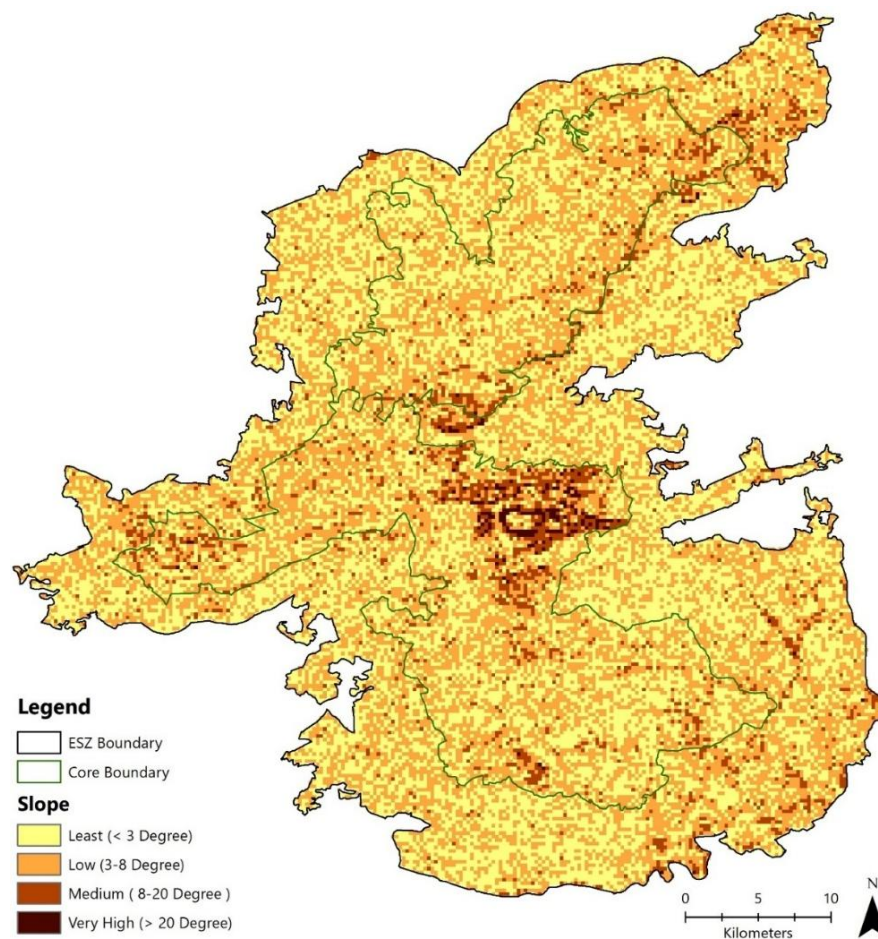 Legend
ESZ Boundary
Core Boundary
Slope
Least (< 3 Degree)
Low (3-8 Degree)
Medium ( 8-20 Degree )
Very High (> 20 Degree)
N
0 5 10
Kilometers